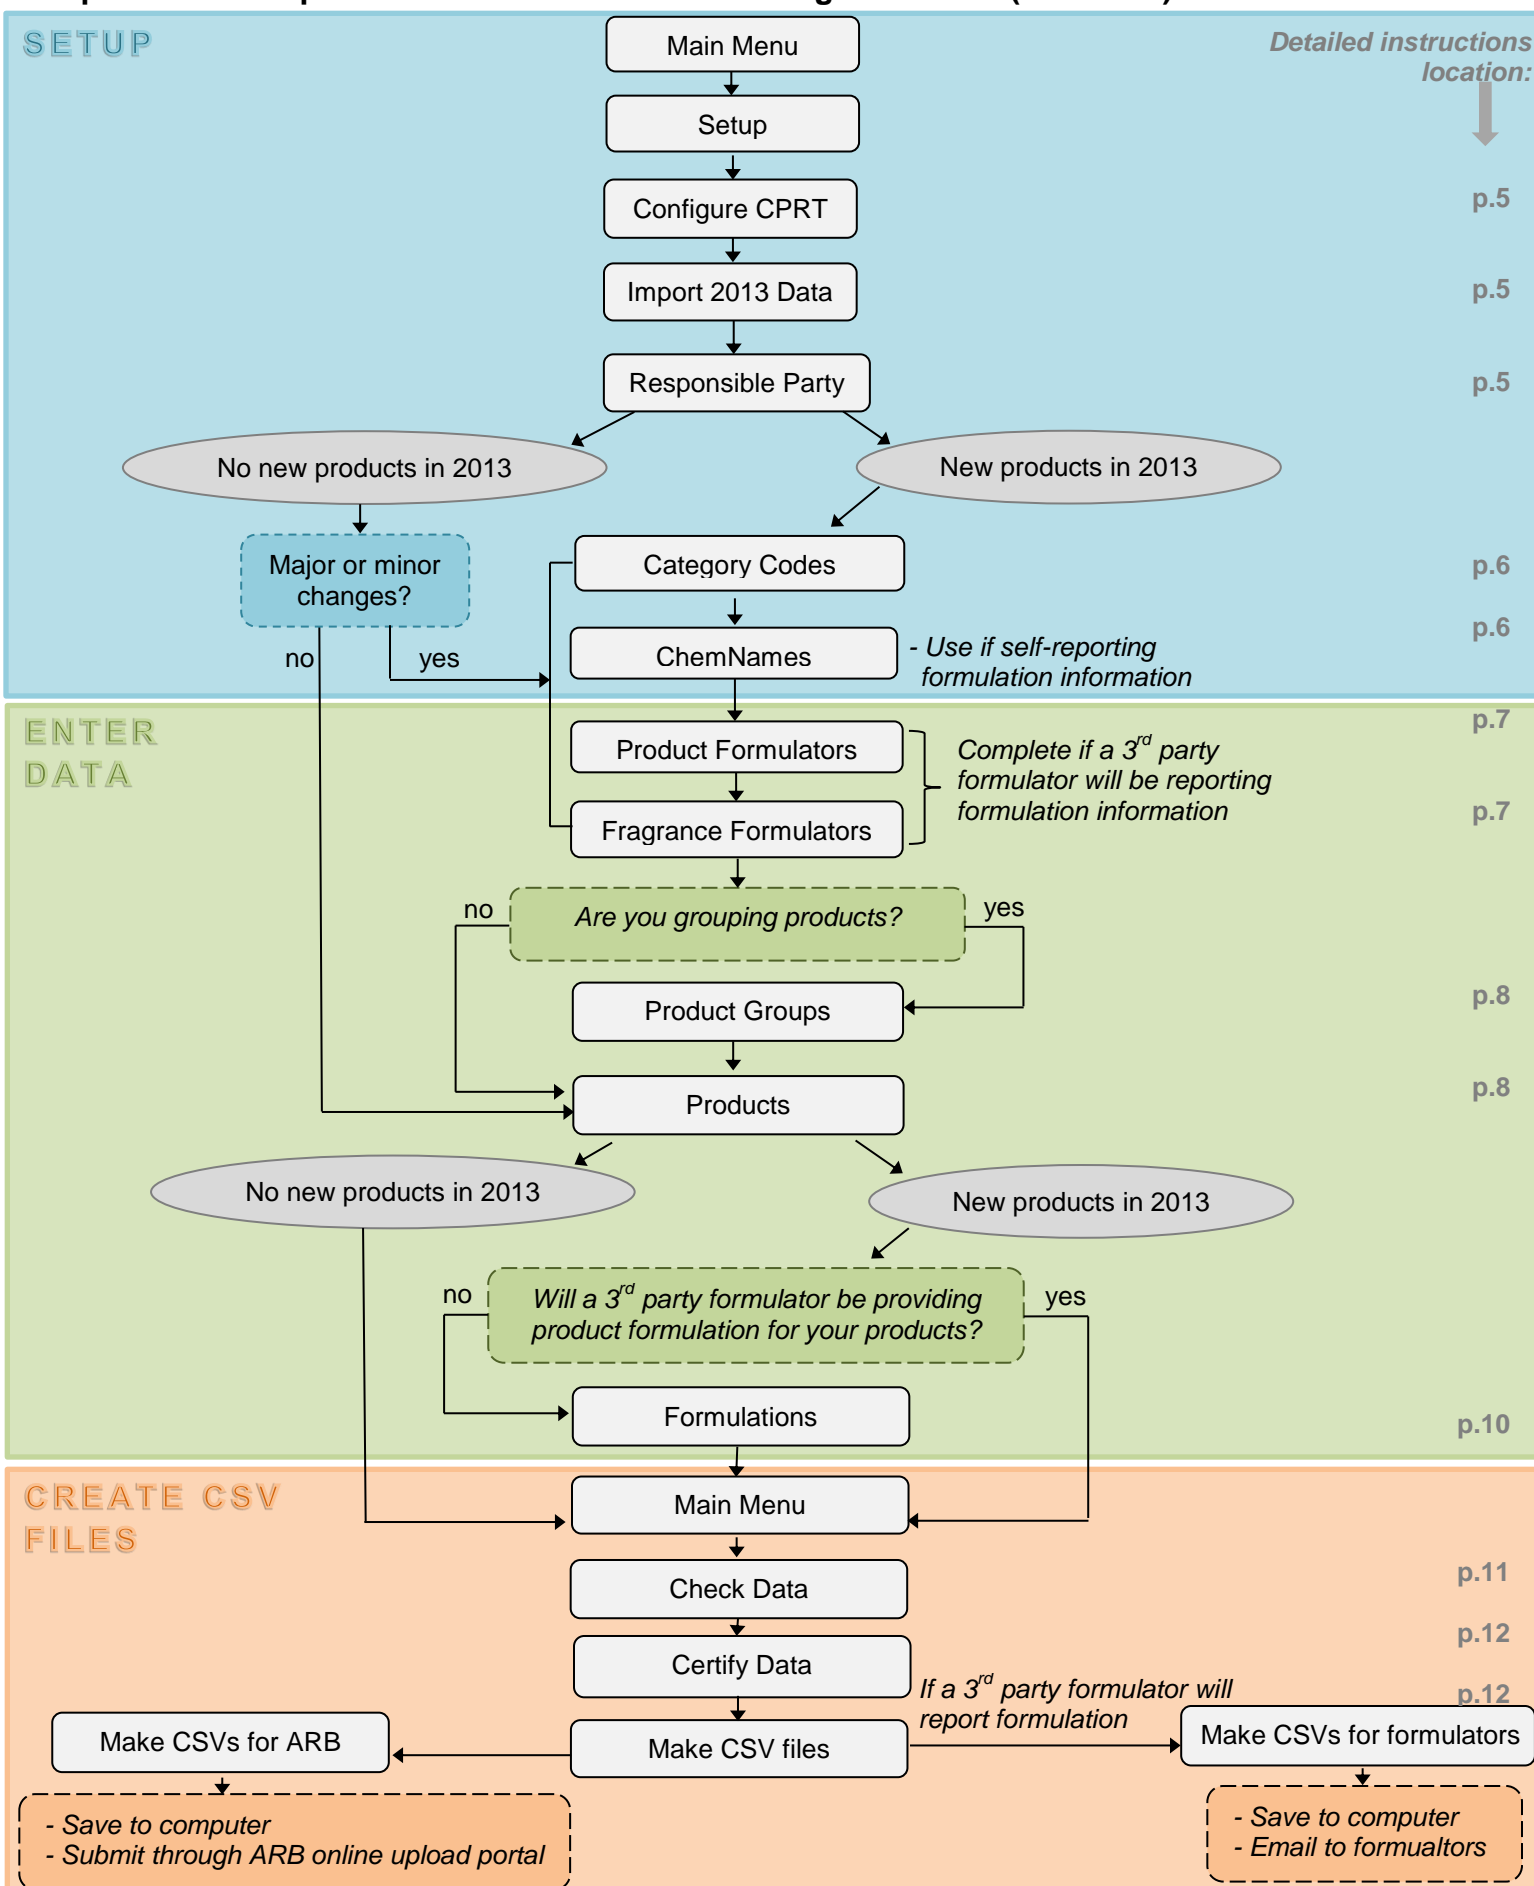 SETUP
Main Menu
Detailed instructions
location:
Setup
Configure CPRT
p.5
Import 2013 Data
p.5
Responsible Party
p.5
No new products in 2013
New products in 2013
Major or minor
changes?
Category Codes
p.6
no
yes
ChemNames
- Use if self-reporting
formulation information
p.6
ENTER
DATA
p.7
Product Formulators
Complete if a 3rd party
formulator will be reporting
formulation information
Fragrance Formulators
p.7
no
Are you grouping products?
yes
Product Groups
p.8
Products
p.8
No new products in 2013
New products in 2013
no
Will a 3rd party formulator be providing
product formulation for your products?
yes
Formulations
p.10
CREATE CSV
FILES
Main Menu
Check Data
p.11
Certify Data
p.12
If a 3rd party formulator will
report formulation
p.12
Make CSVs for ARB
Make CSV files
Make CSVs for formulators
- Save to computer
- Submit through ARB online upload portal
- Save to computer
- Email to formualtors